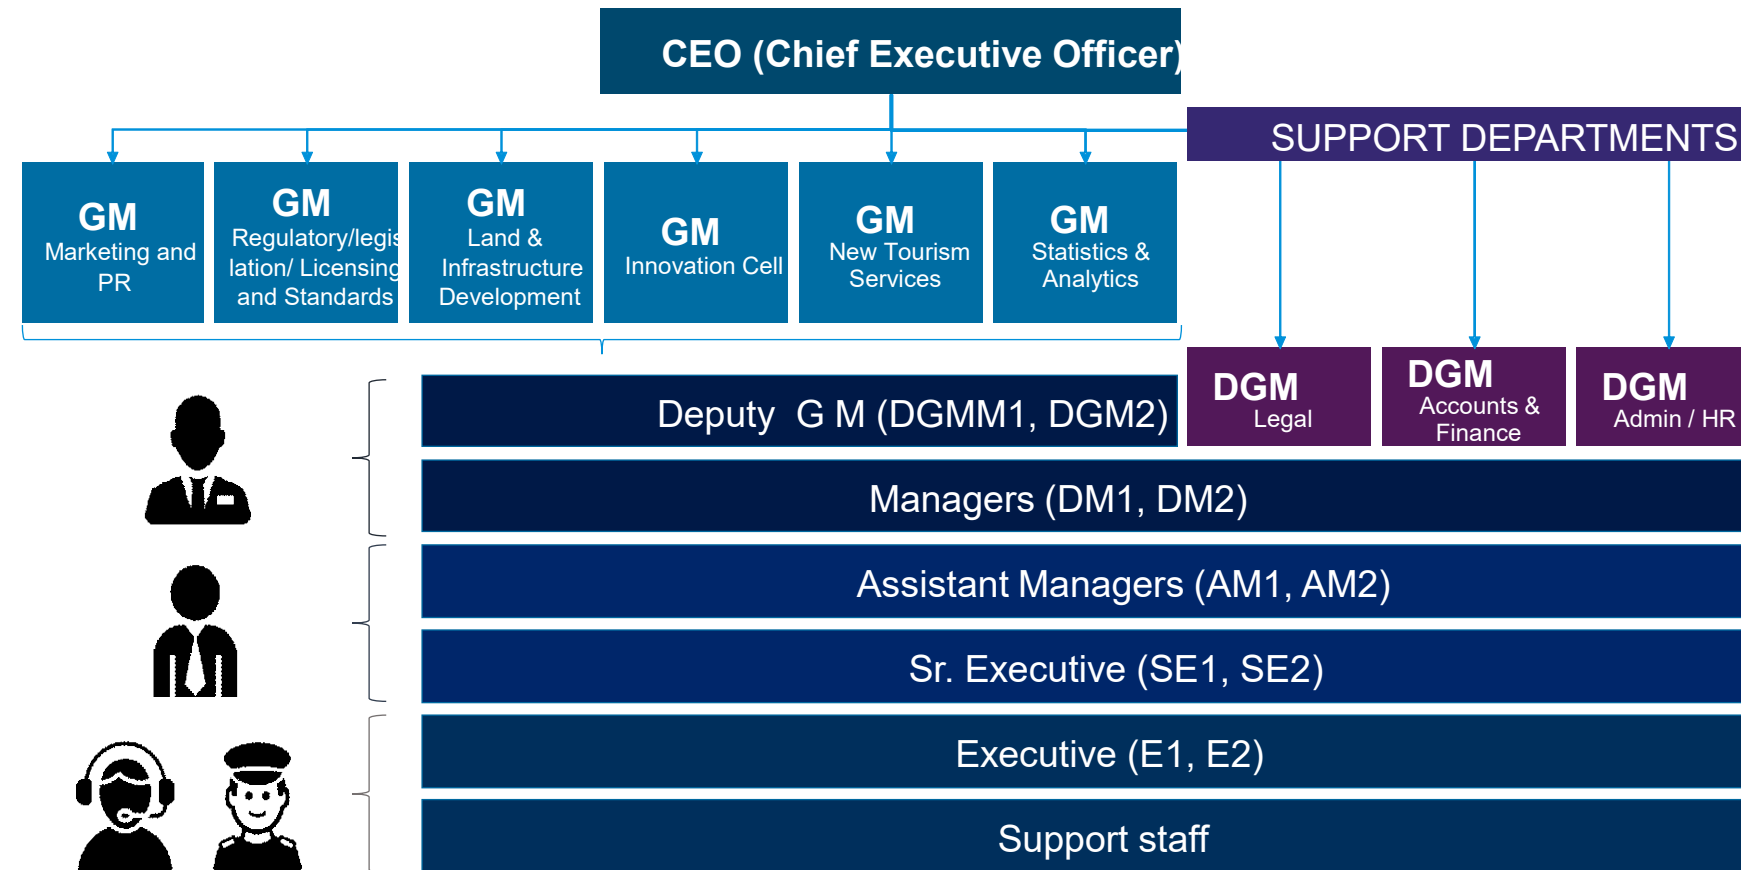 CEO (Chief Executive Officer)
SUPPORT DEPARTMENTS
GM
Marketing and
PR
GM
Regulatory/legis
lation/ Licensing
and Standards
GM
Land &
Infrastructure
Development
GM
Innovation Cell
GM
New Tourism
Services
GM
Statistics &
Analytics
DGM
Legal
DGM
Accounts &
Finance
DGM
Admin / HR
Deputy  G M (DGMM1, DGM2)
Managers (DM1, DM2)
Assistant Managers (AM1, AM2)
Sr. Executive (SE1, SE2)
Executive (E1, E2)
Support staff